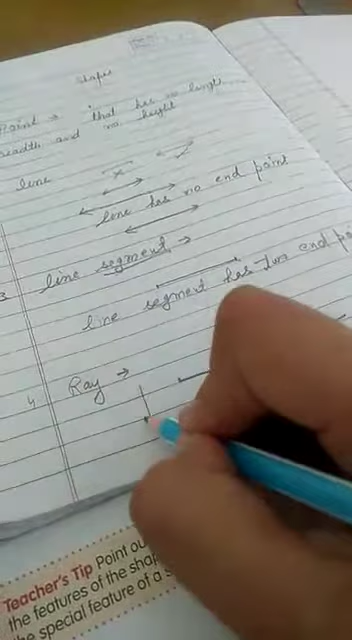 Shapes
Point → that has no length
breadth and no height
line
line has no end point
3 line segment →
line segment has two end po
4 Ray →
Teacher's Tip Point ou
the features of the shap
the special feature of a s